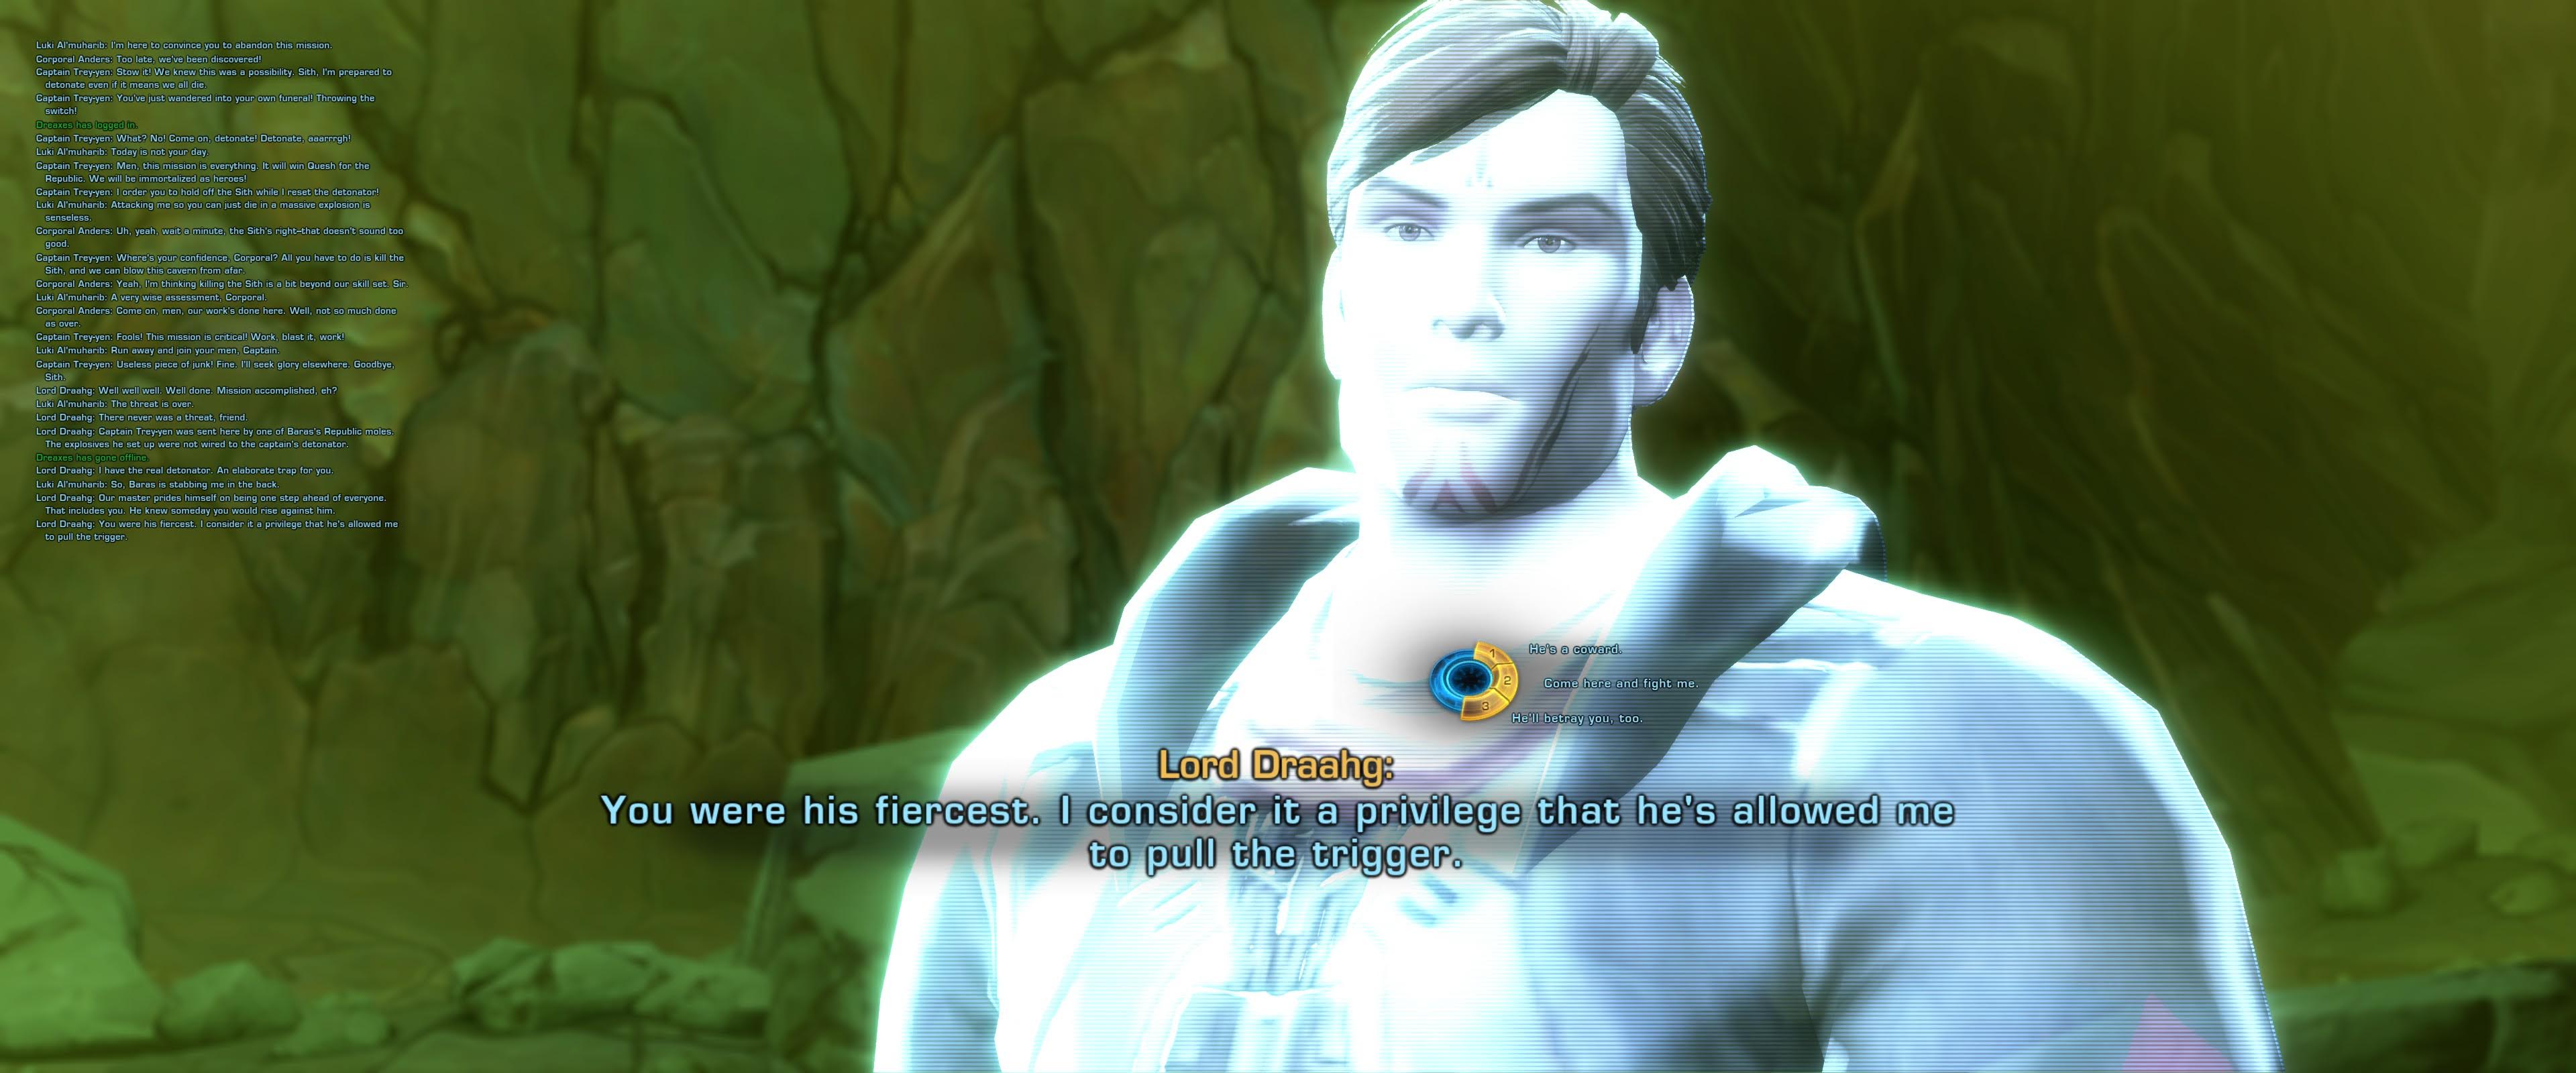 Luki Al'muharib: I'm here to convince you to abandon this mission.
Corporal Anders: Too late, we've been discovered!
Captain Trey-yen: Stow it! We knew this was a possibility. Sith, I'm prepared to
detonate even if it means we all die.
Captain Trey-yen: You've just wandered into your own funeral! Throwing the
switch!
Dreaxes has logged in.
Captain Trey-yen: What? No! Come on, detonate! Detonate, aaarrrgh!
Luki Al'muharib: Today is not your day.
Captain Trey-yen: Men, this mission is everything. It will win Quesh for the
Republic. We will be immortalized as heroes!
Captain Trey-yen: I order you to hold off the Sith while I reset the detonator!
Luki Al'muharib: Attacking me so you can just die in a massive explosion is
senseless.
Corporal Anders: Uh, yeah, wait a minute, the Sith's right—that doesn't sound too
good.
Captain Trey-yen: Where's your confidence, Corporal? All you have to do is kill the
Sith, and we can blow this cavern from afar.
Corporal Anders: Yeah, I'm thinking killing the Sith is a bit beyond our skill set. Sir.
Luki Al'muharib: A very wise assessment, Corporal.
Corporal Anders: Come on, men, our work's done here. Well, not so much done
as over.
Captain Trey-yen: Fools! This mission is critical! Work, blast it, work!
Luki Al'muharib: Run away and join your men, Captain.
Captain Trey-yen: Useless piece of junk! Fine. I'll seek glory elsewhere. Goodbye,
Sith.
Lord Draahg: Well well well. Well done. Mission accomplished, eh?
Luki Al'muharib: The threat is over.
Lord Draahg: There never was a threat, friend.
Lord Draahg: Captain Trey-yen was sent here by one of Baras's Republic moles.
The explosives he set up were not wired to the captain's detonator.
Dreaxes has gone offline.
Lord Draahg: I have the real detonator. An elaborate trap for you.
Luki Al'muharib: So, Baras is stabbing me in the back.
Lord Draahg: Our master prides himself on being one step ahead of everyone.
That includes you. He knew someday you would rise against him.
Lord Draahg: You were his fiercest. I consider it a privilege that he's allowed me
to pull the trigger.
1 He's a coward.
2 Come here and fight me.
3 He'll betray you, too.
Lord Draahg:
You were his fiercest. I consider it a privilege that he's allowed me
to pull the trigger.